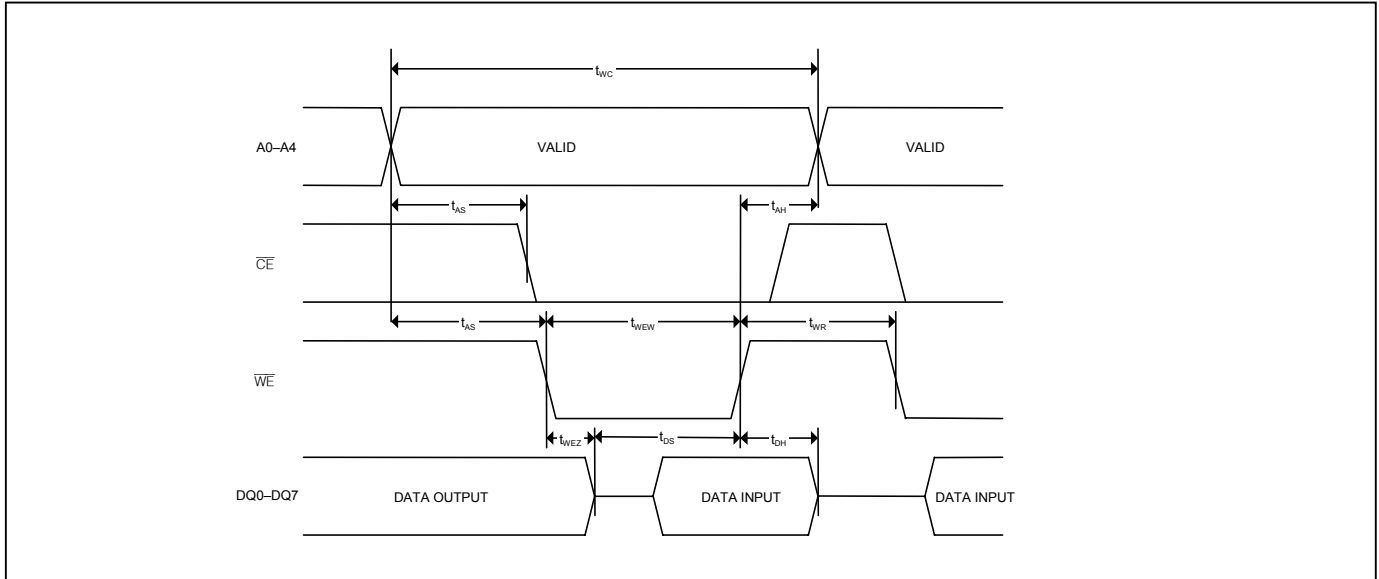 tWC
A0–A4
VALID
VALID
tAS
tAH
CE
tAS
tWEW
tWR
WE
tWEZ
tDS
tDH
DQ0–DQ7
DATA OUTPUT
DATA INPUT
DATA INPUT